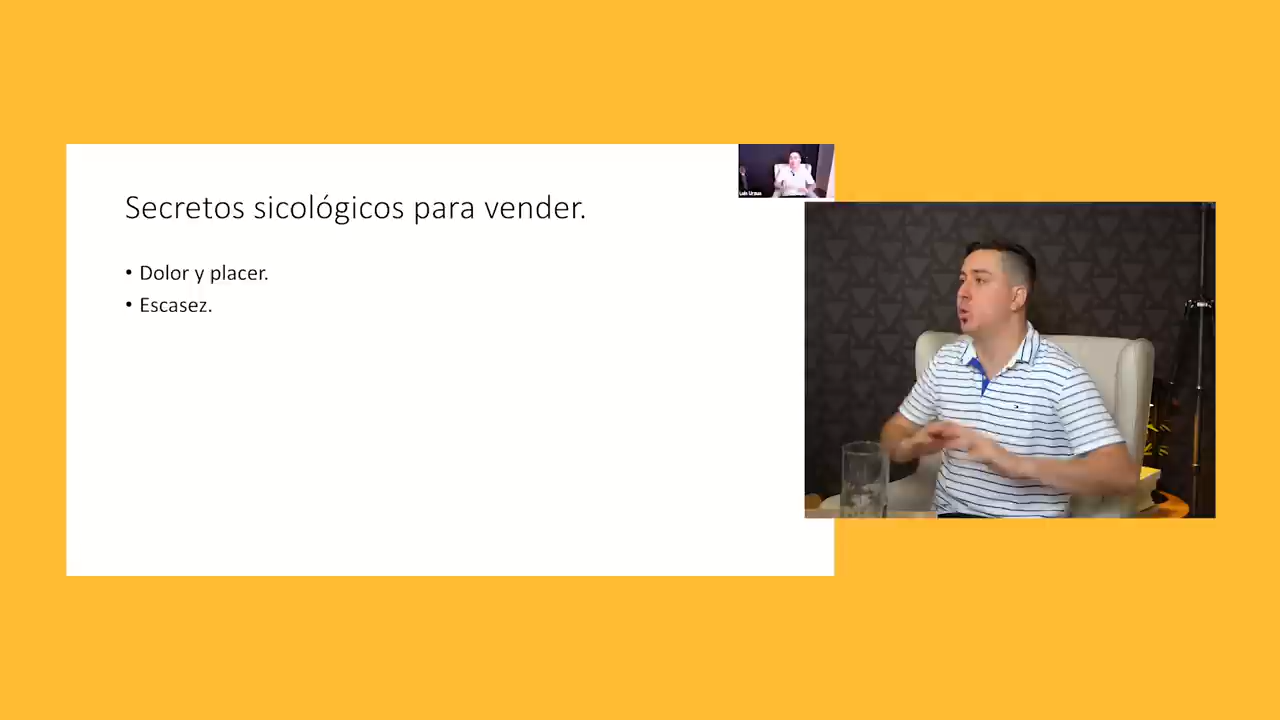 Secretos sicológicos para vender.
• Dolor y placer.
• Escasez.